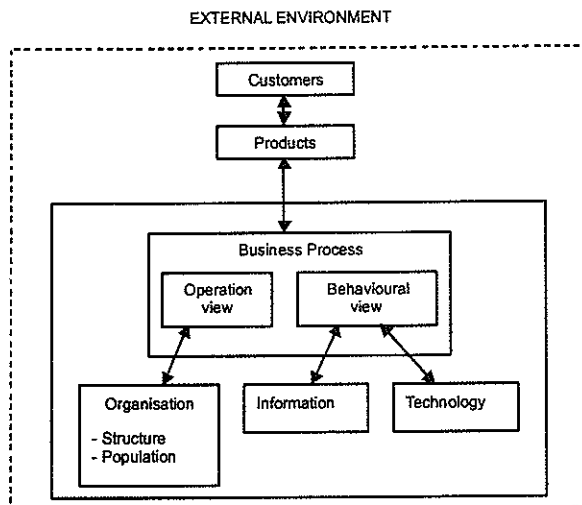 EXTERNAL ENVIRONMENT
Customers
Products
Business Process
Operation
view
Behavioural
view
Organisation
- Structure
- Population
Information
Technology